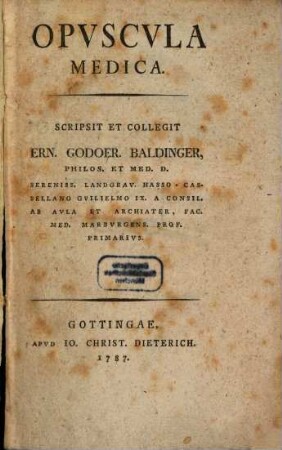 OPVSCVLA
MEDICA.
SCRIPSIT ET COLLEGIT
ERN. GODOFR. BALDINGER,
PHILOS. ET MED. D.
SERENISS. LANDGRAV. HASSO-CAS-
SELLANO GVILIELMO IX. A CONSIL.
AB AVLA ET ARCHIATER, FAC.
MED. MARBVRGENS. PROF.
PRIMARIVS.
GOTTINGAE.
APVD IO. CHRIST. DIETERICH.
1787.